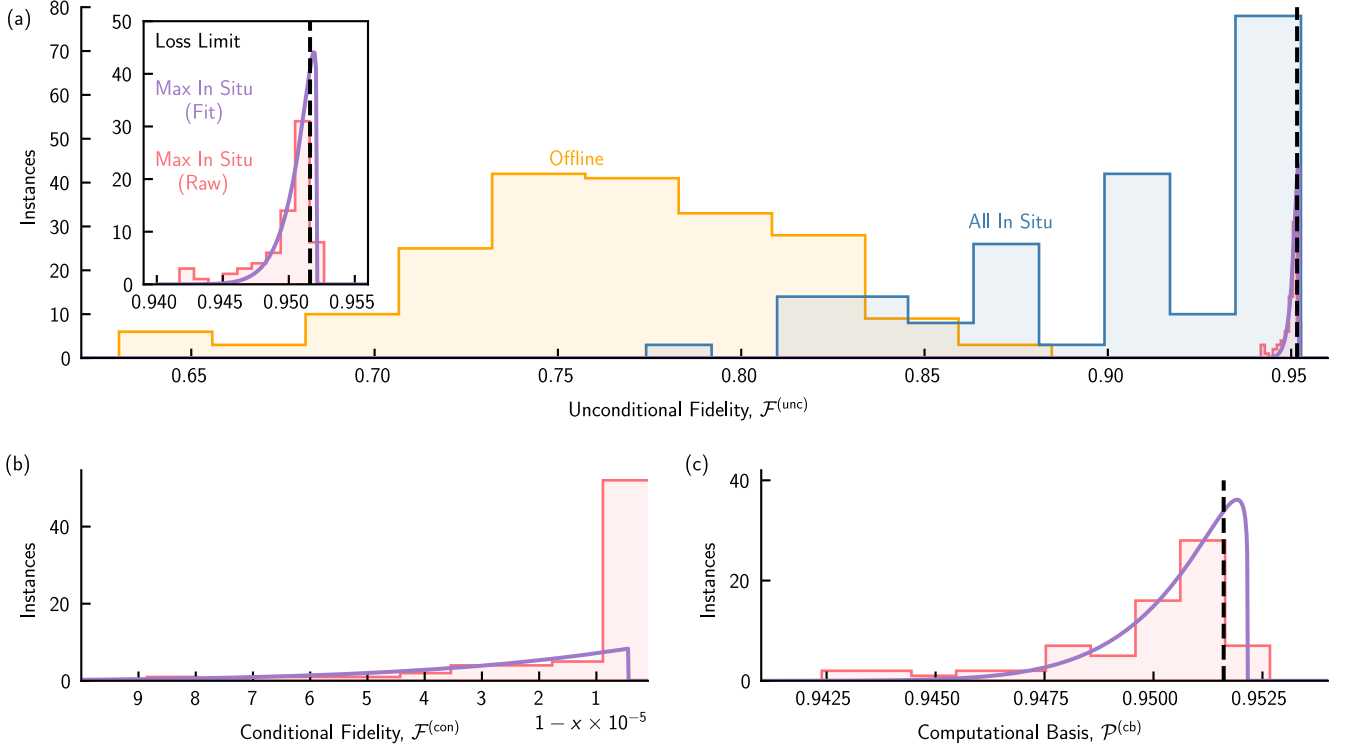 (a)
80
70
60
50
40
30
20
10
0
Instances
50
40
30
20
10
0
Loss Limit
Max In Situ
(Fit)
Max In Situ
(Raw)
0.940
0.945
0.950
0.955
Offline
All In Situ
0.65
0.70
0.75
0.80
0.85
0.90
0.95
Unconditional Fidelity, ℱ(unc)
(b)
40
20
0
Instances
9
8
7
6
5
4
3
2
1
1 − x × 10−5
Conditional Fidelity, ℱ(con)
(c)
40
20
0
Instances
0.9425
0.9450
0.9475
0.9500
0.9525
Computational Basis, 𝒫(cb)